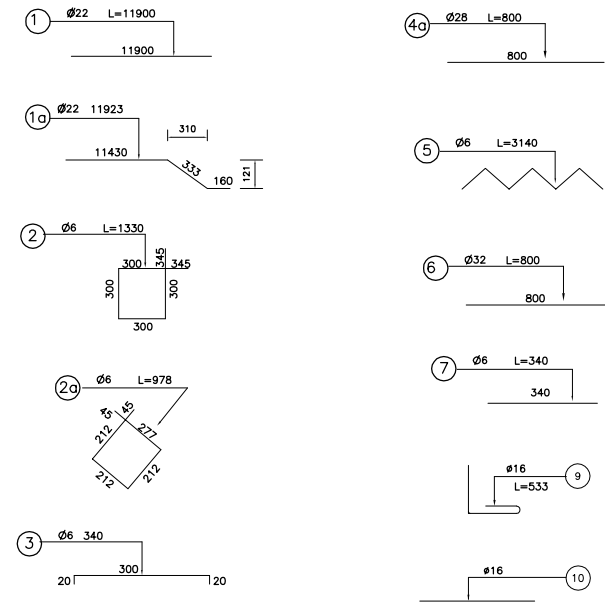 1 Ø22 L=11900
11900
1a Ø22 11923
310
11430
333
160
121
2 Ø6 L=1330
345
300 345
300
300
300
2a Ø6 L=978
45
45
277
212
212
212
3 Ø6 340
300
20
20
4a Ø28 L=800
800
5 Ø6 L=3140
6 Ø32 L=800
800
7 Ø6 L=340
340
ø16 9
L=533
ø16 10